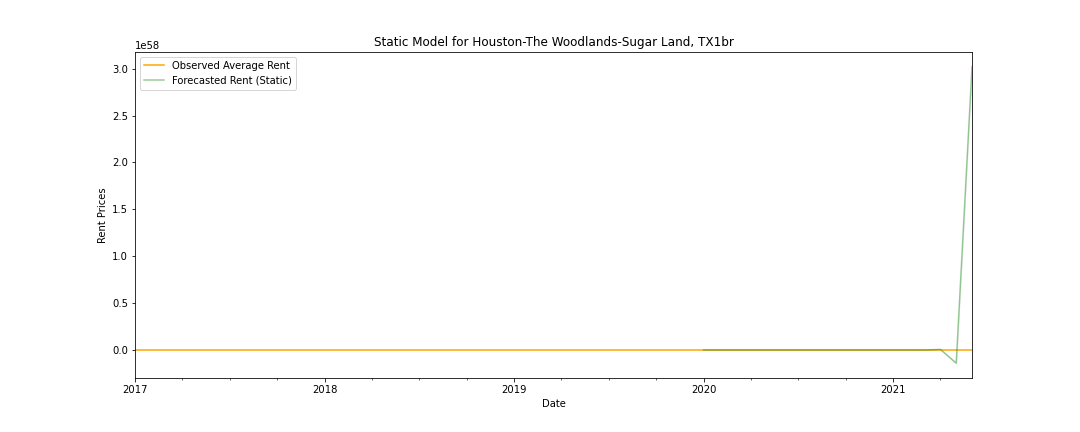 Static Model for Houston-The Woodlands-Sugar Land, TX1br
1e58
Observed Average Rent
Forecasted Rent (Static)
3.0
2.5
2.0
1.5
1.0
0.5
0.0
Rent Prices
2017 2018 2019 2020 2021
Date